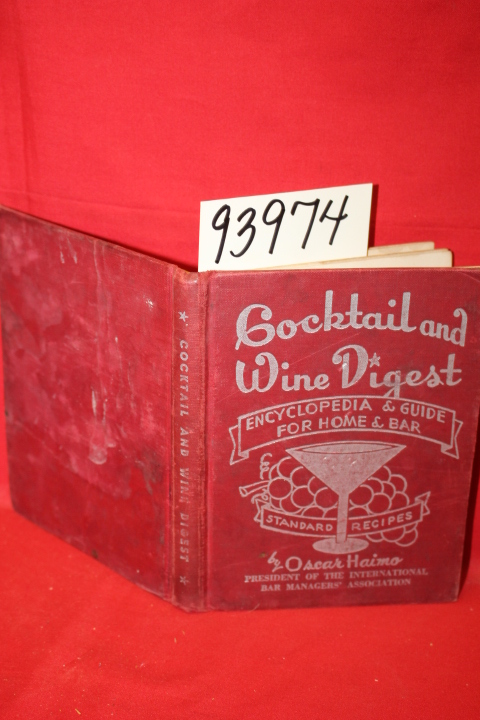 93974
★ COCKTAIL AND WINE DIGEST ★
Cocktail and
Wine Digest
ENCYCLOPEDIA & GUIDE
FOR HOME & BAR
STANDARD RECIPES
by Oscar Haimo
PRESIDENT OF THE INTERNATIONAL
BAR MANAGERS' ASSOCIATION